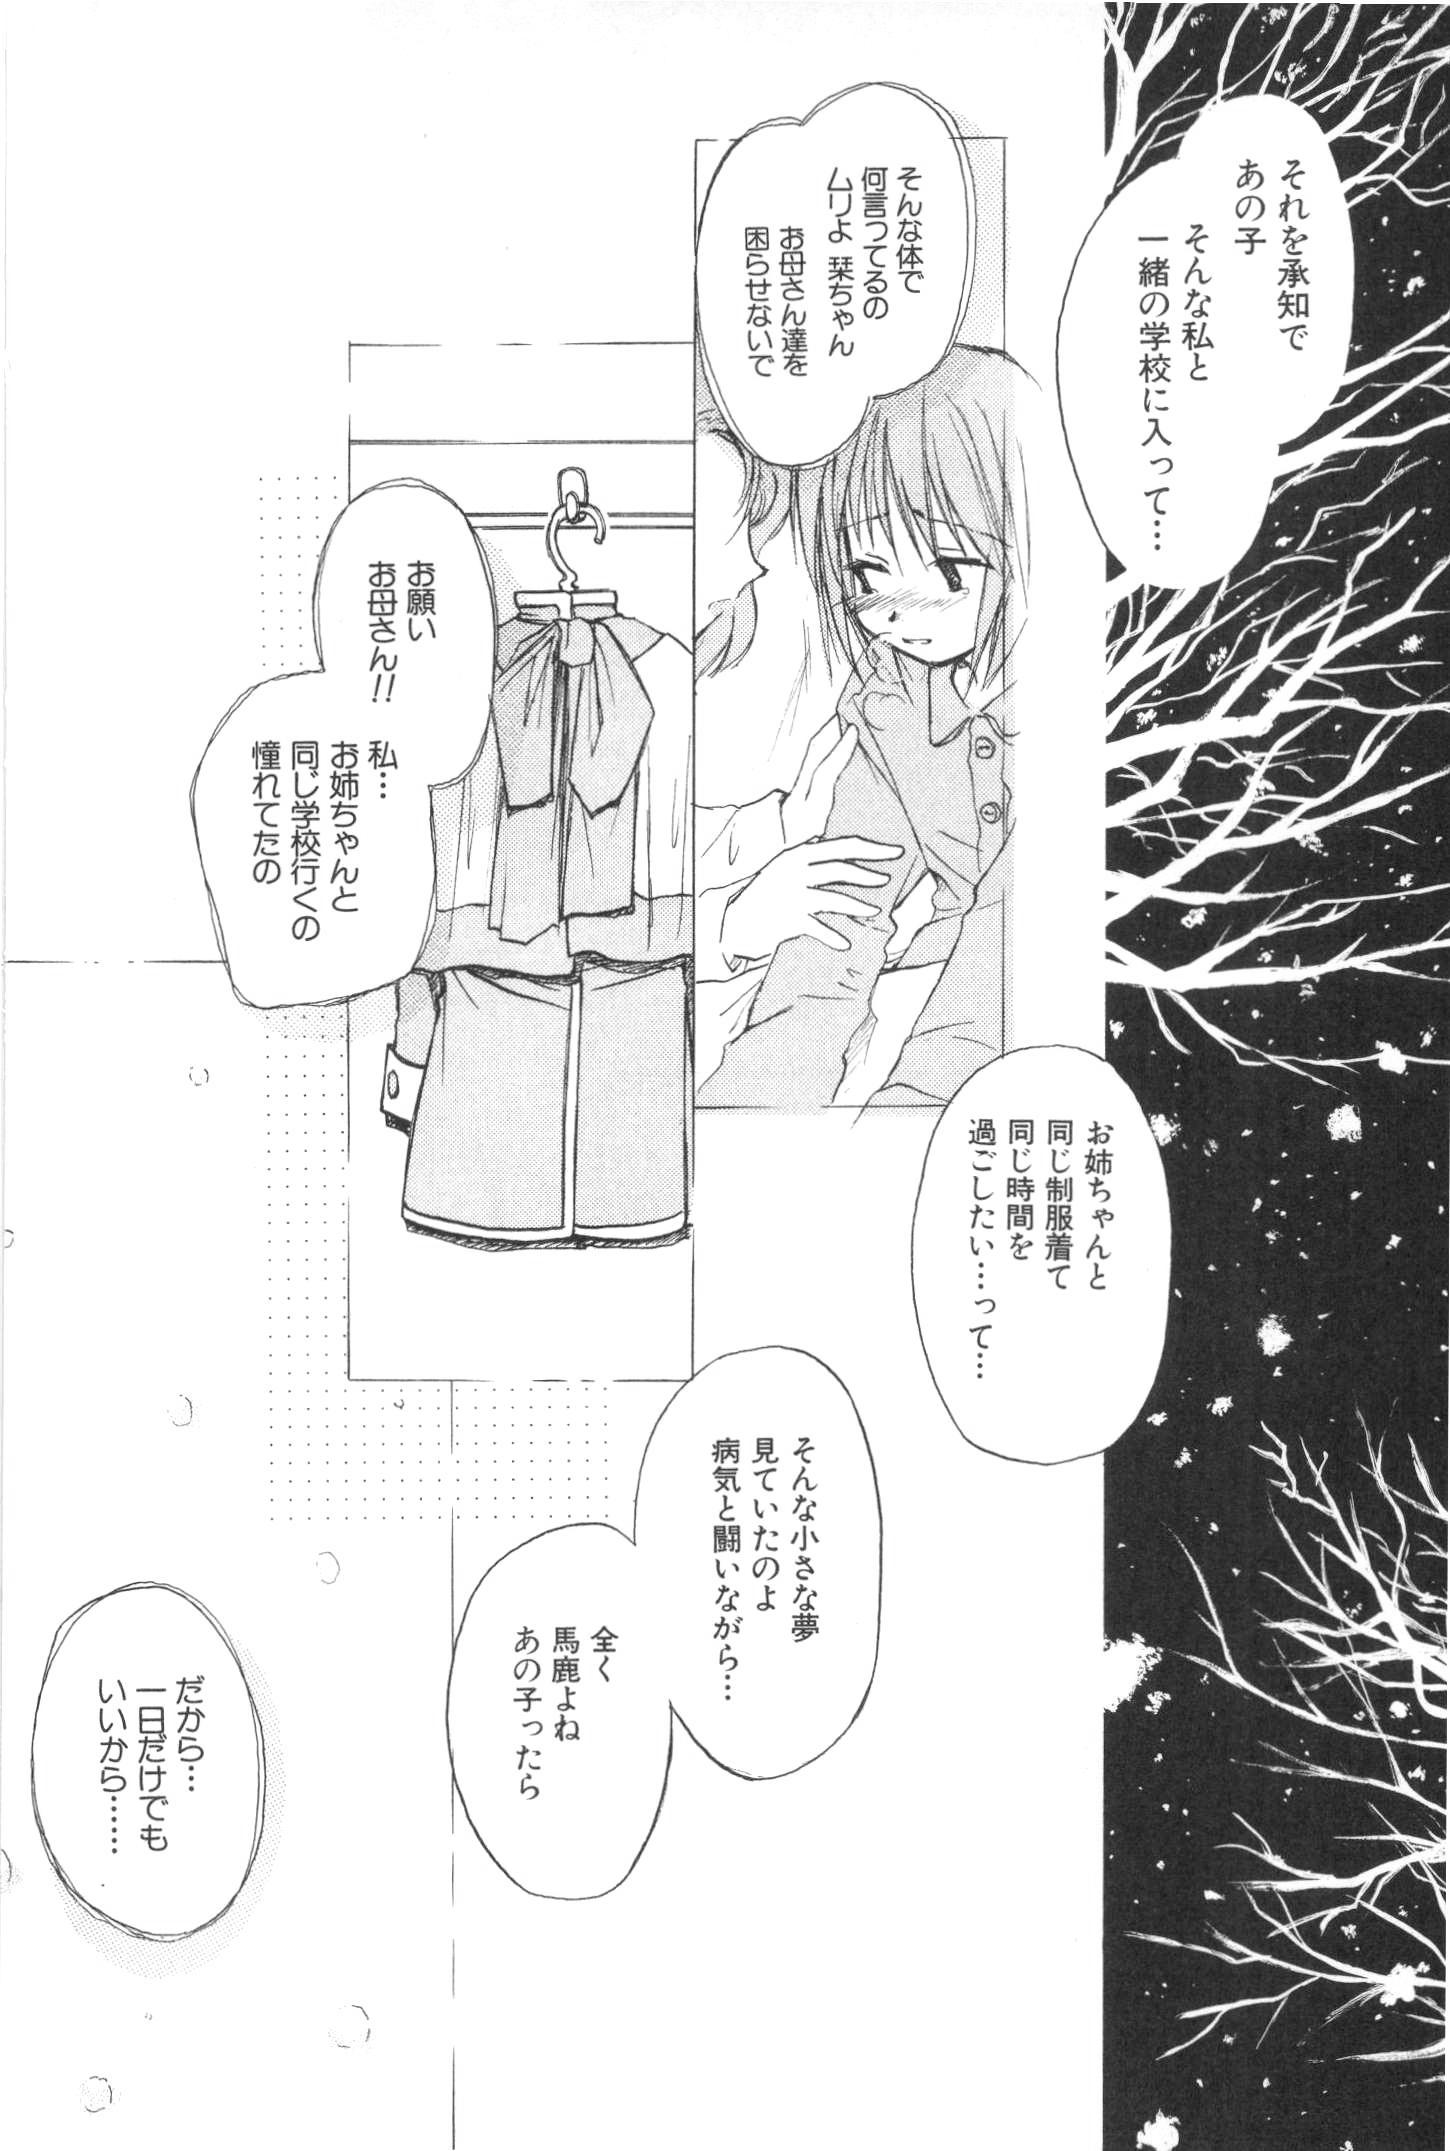 それを承知で
あの子
そんな私と
一緒の学校に入って…
そんな体で
何言ってるの
ムリよ 栞ちゃん
お母さん達を
困らせないで
お願い
お母さん!!
私…
お姉ちゃんと
同じ学校行くの
憧れてたの
お姉ちゃんと
同じ制服着て
同じ時間を
過ごしたい…って…
そんな小さな夢
見ていたのよ
病気と闘いながら…
全く
馬鹿よね
あの子ったら
だから…
一日だけでも
いいから……